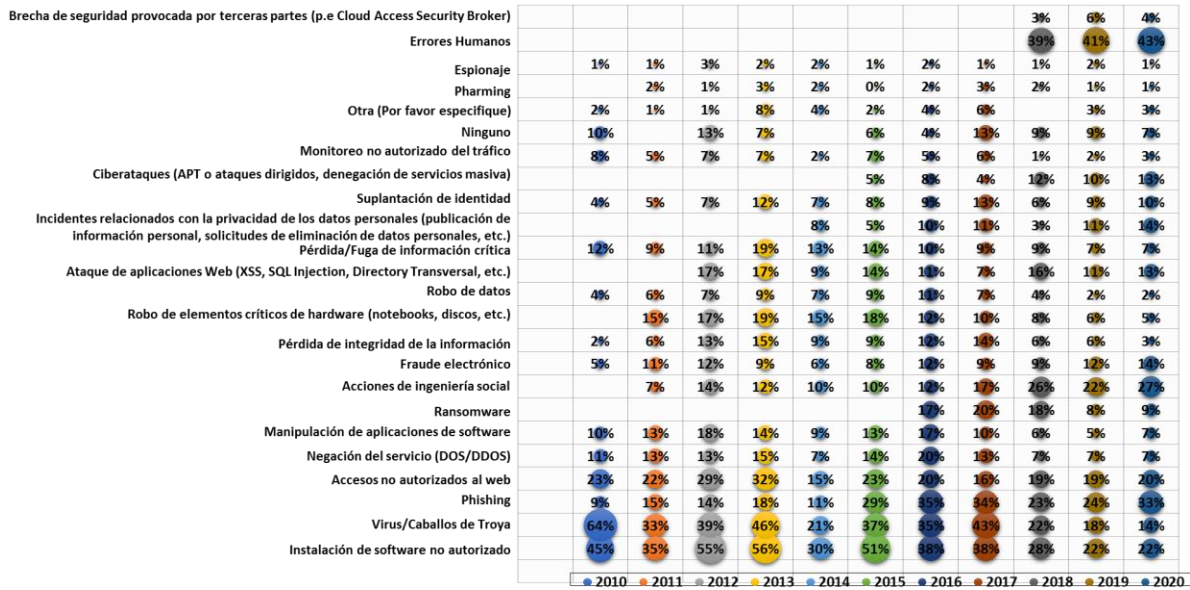 Brecha de seguridad provocada por terceras partes (p.e Cloud Access Security Broker) 3% 6% 4%
Errores Humanos 39% 41% 43%
Espionaje 1% 1% 3% 2% 2% 1% 2% 1% 1% 2% 1%
Pharming 2% 1% 3% 2% 0% 2% 3% 2% 1% 1%
Otra (Por favor especifique) 2% 1% 1% 8% 4% 2% 4% 6% 3% 3%
Ninguno 10% 13% 7% 6% 4% 13% 9% 9% 7%
Monitoreo no autorizado del tráfico 8% 5% 7% 7% 2% 7% 5% 6% 1% 2% 3%
Ciberataques (APT o ataques dirigidos, denegación de servicios masiva) 5% 8% 4% 12% 10% 13%
Suplantación de identidad 4% 5% 7% 12% 7% 8% 9% 13% 6% 9% 10%
Incidentes relacionados con la privacidad de los datos personales (publicación de
información personal, solicitudes de eliminación de datos personales, etc.) 8% 5% 10% 11% 3% 11% 14%
Pérdida/Fuga de información crítica 12% 9% 11% 19% 13% 14% 10% 9% 9% 7% 7%
Ataque de aplicaciones Web (XSS, SQL Injection, Directory Transversal, etc.) 17% 17% 9% 14% 11% 7% 16% 11% 13%
Robo de datos 4% 6% 7% 9% 7% 9% 11% 7% 4% 2% 2%
Robo de elementos críticos de hardware (notebooks, discos, etc.) 15% 17% 19% 15% 18% 12% 10% 8% 6% 5%
Pérdida de integridad de la información 2% 6% 13% 15% 9% 9% 12% 14% 6% 6% 3%
Fraude electrónico 5% 11% 12% 9% 6% 8% 12% 9% 9% 12% 14%
Acciones de ingeniería social 7% 14% 12% 10% 10% 12% 17% 26% 22% 27%
Ransomware 17% 20% 18% 8% 9%
Manipulación de aplicaciones de software 10% 13% 18% 14% 9% 13% 17% 10% 6% 5% 7%
Negación del servicio (DOS/DDOS) 11% 13% 13% 15% 7% 14% 20% 13% 7% 7% 7%
Accesos no autorizados al web 23% 22% 29% 32% 15% 23% 20% 16% 19% 19% 20%
Phishing 9% 15% 14% 18% 11% 29% 35% 34% 23% 24% 33%
Virus/Caballos de Troya 64% 33% 39% 46% 21% 37% 35% 43% 22% 18% 14%
Instalación de software no autorizado 45% 35% 55% 56% 30% 51% 38% 38% 28% 22% 22%
2010 2011 2012 2013 2014 2015 2016 2017 2018 2019 2020